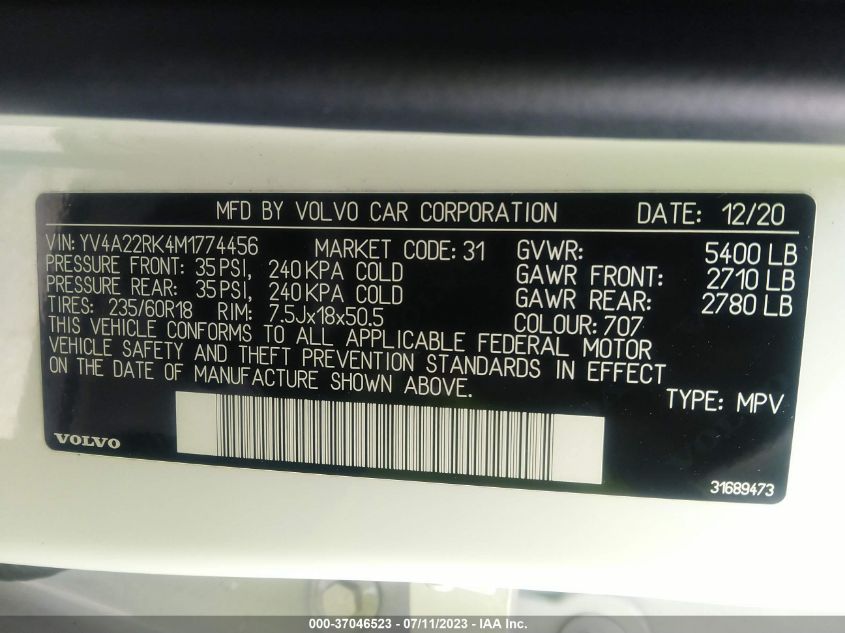 MFD BY VOLVO CAR CORPORATION DATE: 12/20
VIN: YV4A22RK4M1774456 MARKET CODE: 31 GVWR: 5400 LB
PRESSURE FRONT: 35 PSI, 240 KPA COLD GAWR FRONT: 2710 LB
PRESSURE REAR: 35 PSI, 240 KPA COLD GAWR REAR: 2780 LB
TIRES: 235/60R18 RIM: 7.5Jx18x50.5 COLOUR: 707
THIS VEHICLE CONFORMS TO ALL APPLICABLE FEDERAL MOTOR
VEHICLE SAFETY AND THEFT PREVENTION STANDARDS IN EFFECT
ON THE DATE OF MANUFACTURE SHOWN ABOVE.
TYPE: MPV
VOLVO
31689473
000-37046523 - 07/11/2023 - IAA Inc.